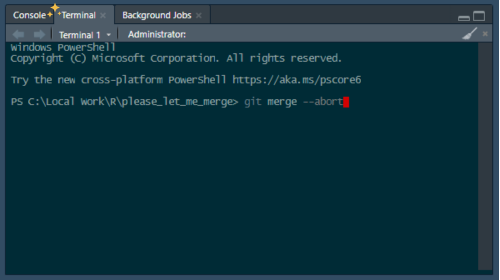 Console Terminal Background Jobs
Terminal 1 Administrator:
Windows PowerShell
Copyright (C) Microsoft Corporation. All rights reserved.
Try the new cross-platform PowerShell https://aka.ms/pscore6
PS C:\Local Work\R\please_let_me_merge> git merge --abort